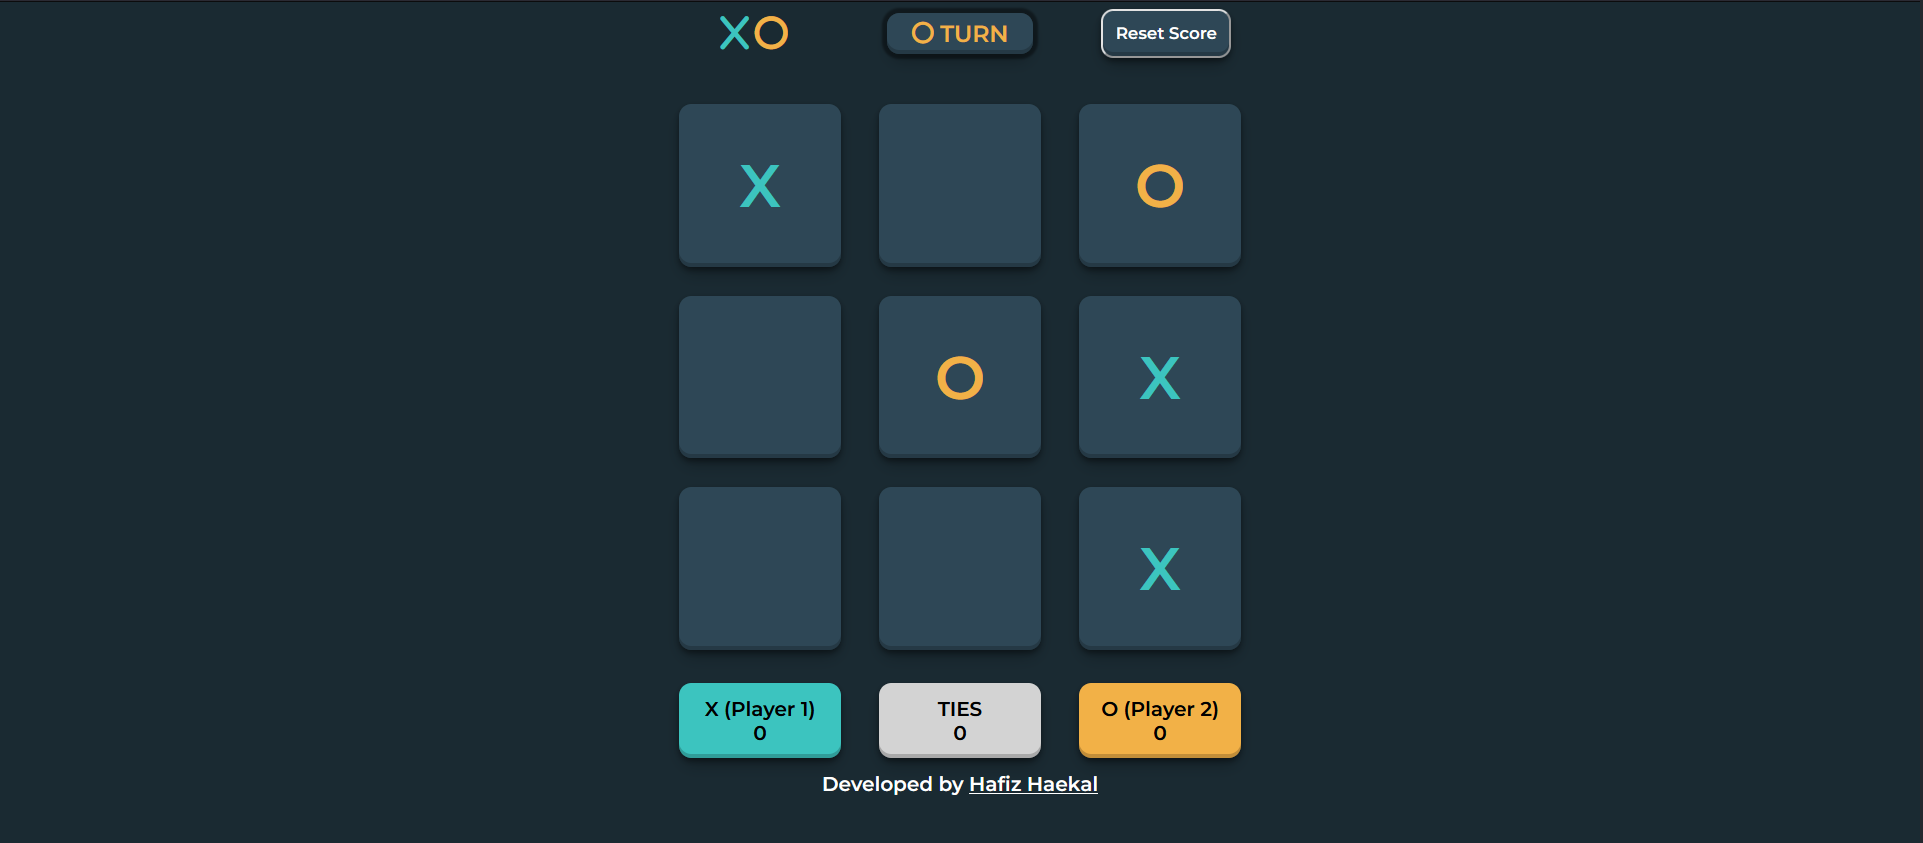 XO
O TURN
Reset Score
X
O
O
X
X
X (Player 1)
0
TIES
0
O (Player 2)
0
Developed by Hafiz Haekal